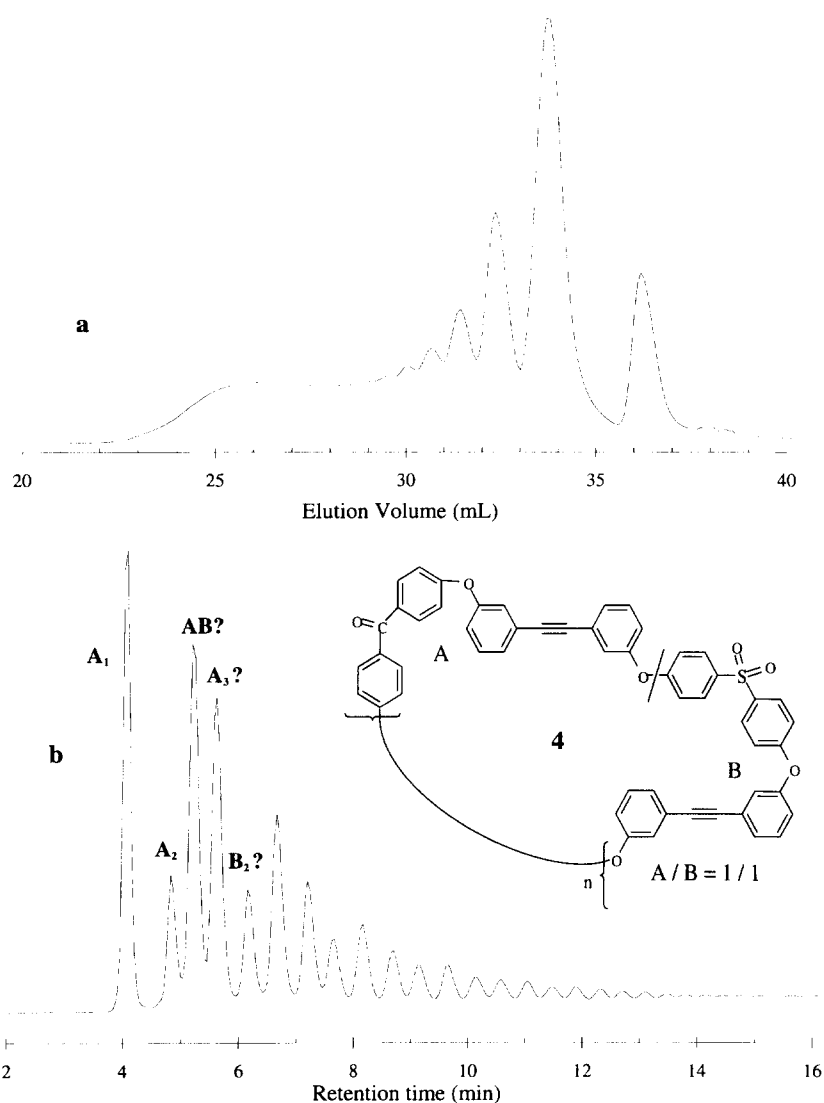 a
20 25 30 35 40
Elution Volume (mL)
A₁
AB?
A₃?
A₂
B₂?
b
O
C
A
O
O
O
S
O
4
B
O
O
n
A / B = 1 / 1
2 4 6 8 10 12 14 16
Retention time (min)